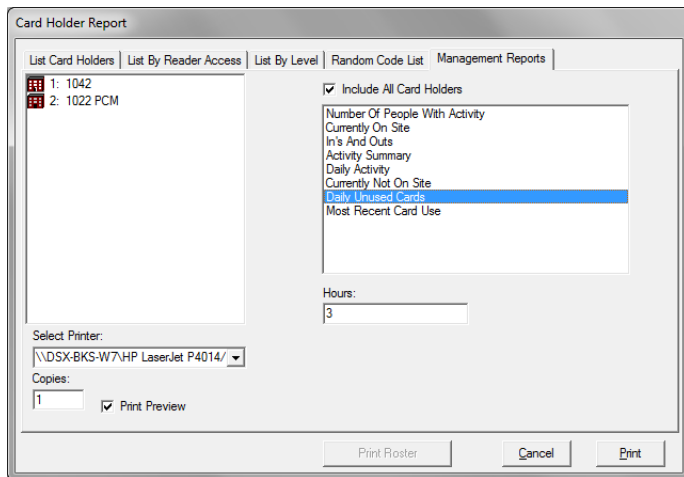 Card Holder Report
List Card Holders List By Reader Access List By Level Random Code List Management Reports
1: 1042
2: 1022 PCM
Include All Card Holders
Number Of People With Activity
Currently On Site
In's And Outs
Activity Summary
Daily Activity
Currently Not On Site
Daily Unused Cards
Most Recent Card Use
Hours:
3
Select Printer:
\\DSX-BKS-W7\HP LaserJet P4014/
Copies:
1
Print Preview
Print Roster Cancel Print